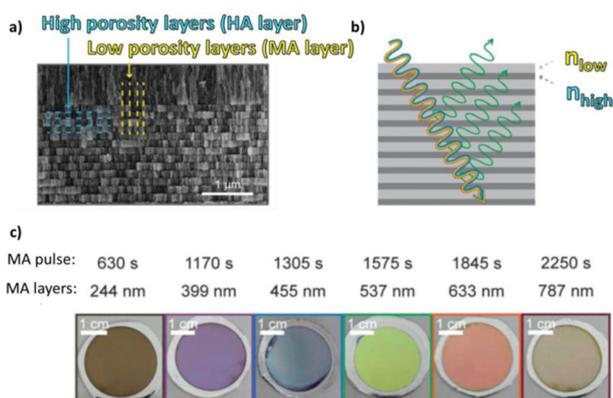 a)
High porosity layers (HA layer)
Low porosity layers (MA layer)
1 µm
b)
nlow
nhigh
c)
MA pulse: 630 s 1170 s 1305 s 1575 s 1845 s 2250 s
MA layers: 244 nm 399 nm 455 nm 537 nm 633 nm 787 nm
1 cm 1 cm 1 cm 1 cm 1 cm 1 cm